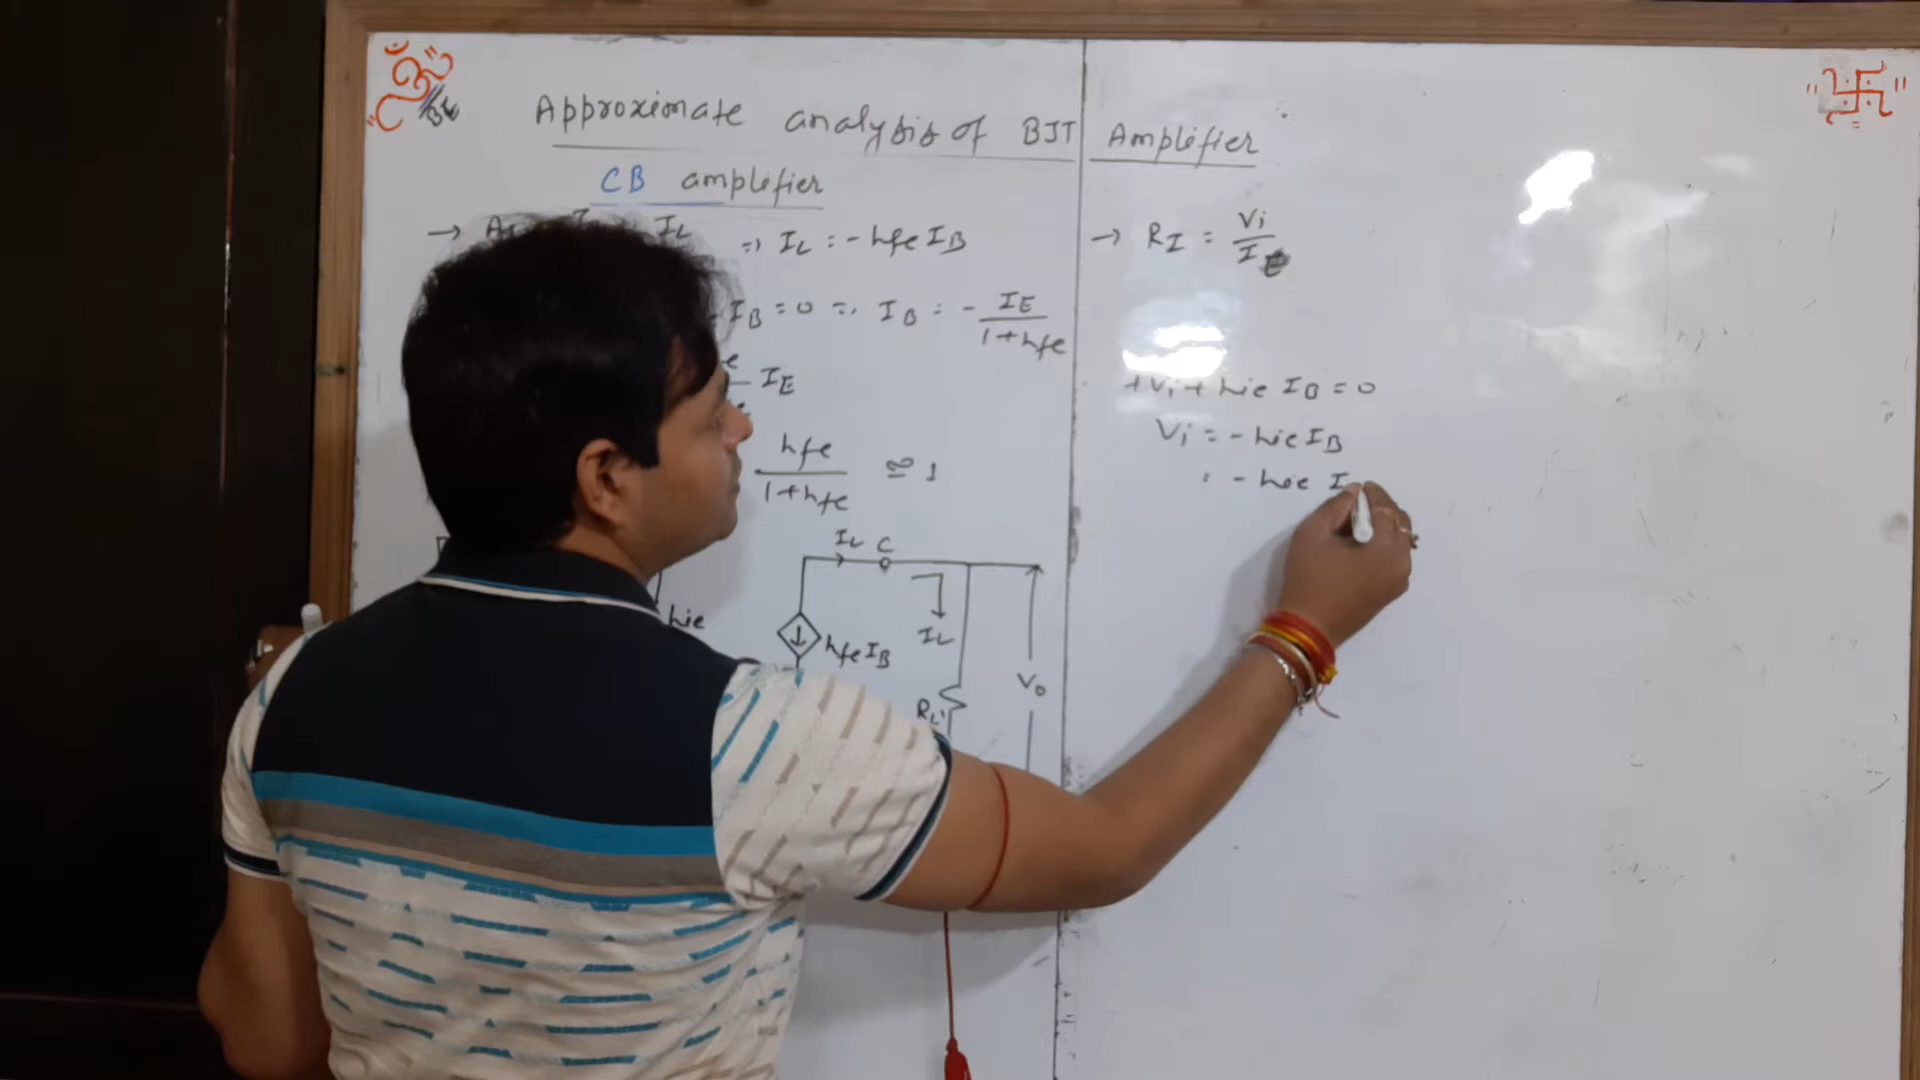 ॐ
BE
Approximate analysis of BJT Amplifier
CB amplifier
→ IL => IL = -hfe IB
IB = 0 => IB = - IE / 1+hfe
IE
hfe / 1+hfe ≅ 1
IL C
hie
hfe IB
IL
RL'
Vo
→ RI = Vi / IE
+Vi + hie IB = 0
Vi = - hie IB
= - hie I